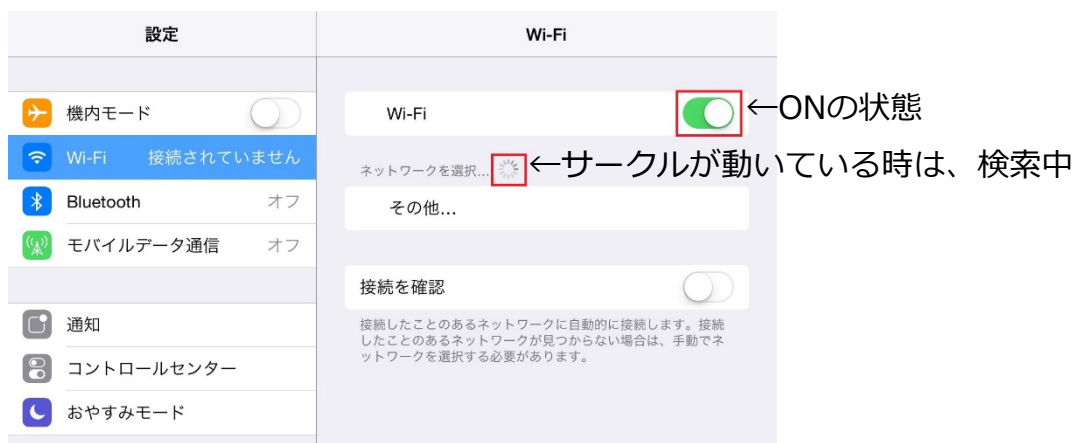 設定
Wi-Fi
機内モード
Wi-Fi 接続されていません
Bluetooth オフ
モバイルデータ通信 オフ
通知
コントロールセンター
おやすみモード
Wi-Fi
←ONの状態
ネットワークを選択...
←サークルが動いている時は、検索中
その他...
接続を確認
接続したことのあるネットワークに自動的に接続します。接続
したことのあるネットワークが見つからない場合は、手動でネ
ットワークを選択する必要があります。